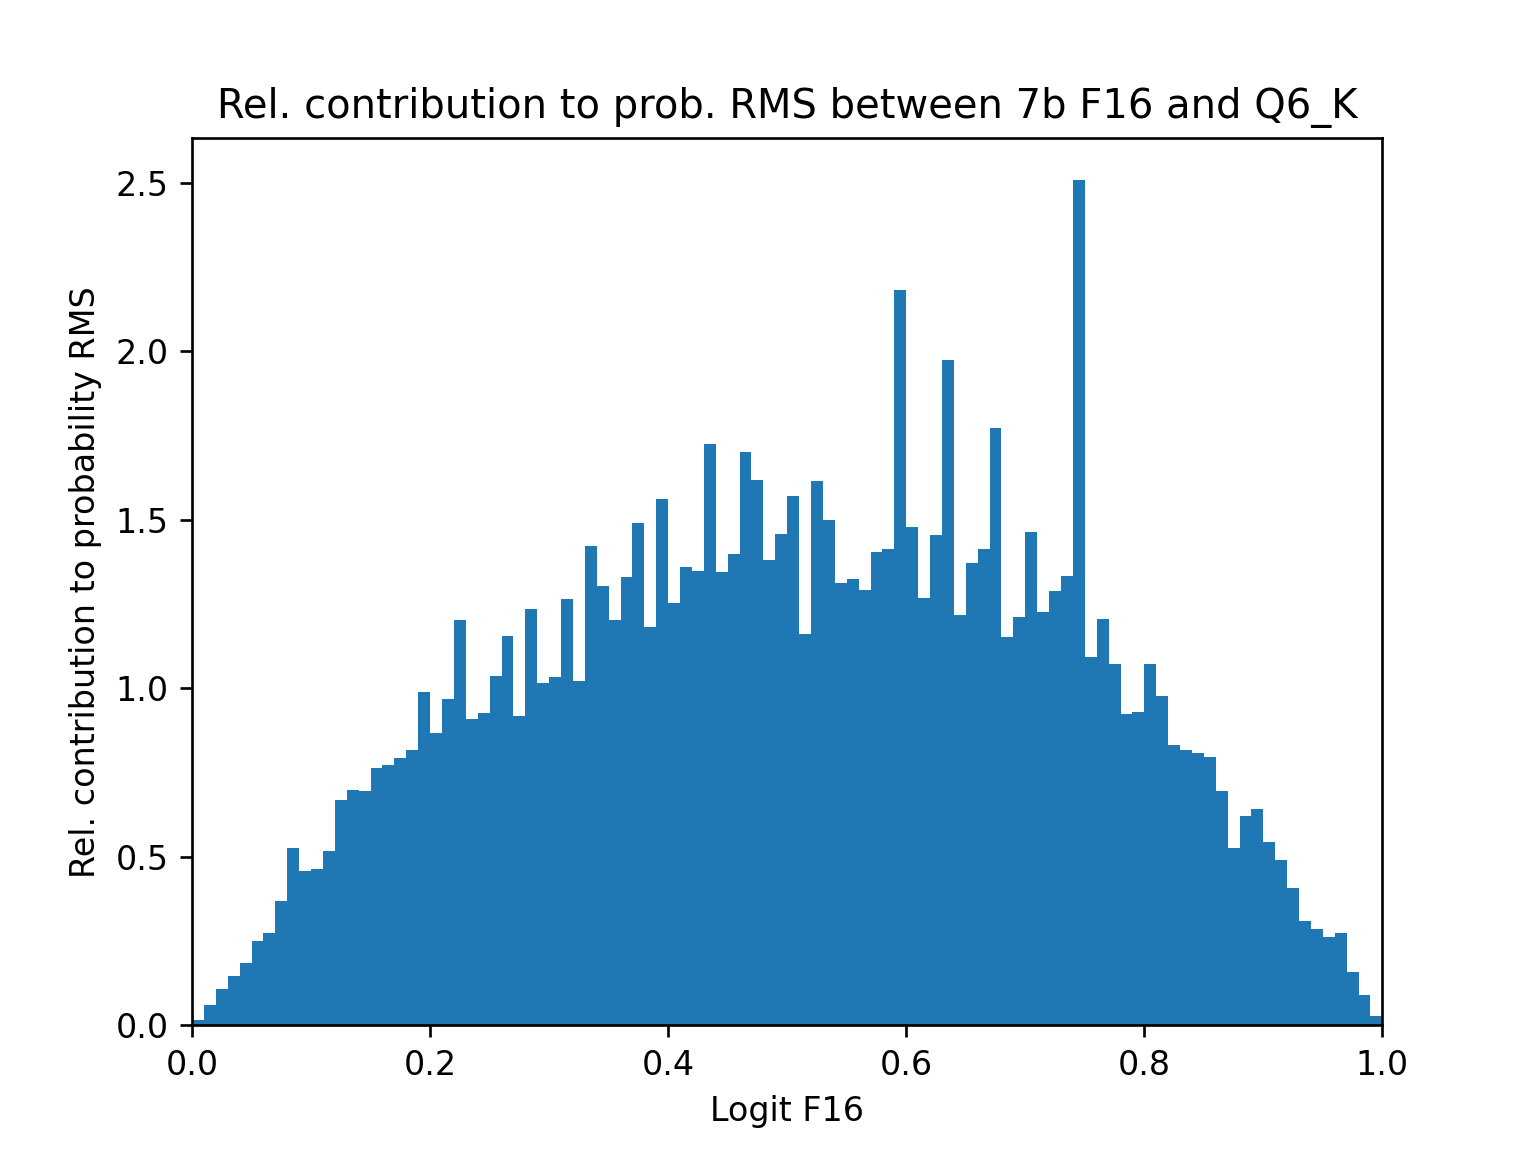 Rel. contribution to prob. RMS between 7b F16 and Q6_K
Rel. contribution to probability RMS
2.5
2.0
1.5
1.0
0.5
0.0
0.0 0.2 0.4 0.6 0.8 1.0
Logit F16